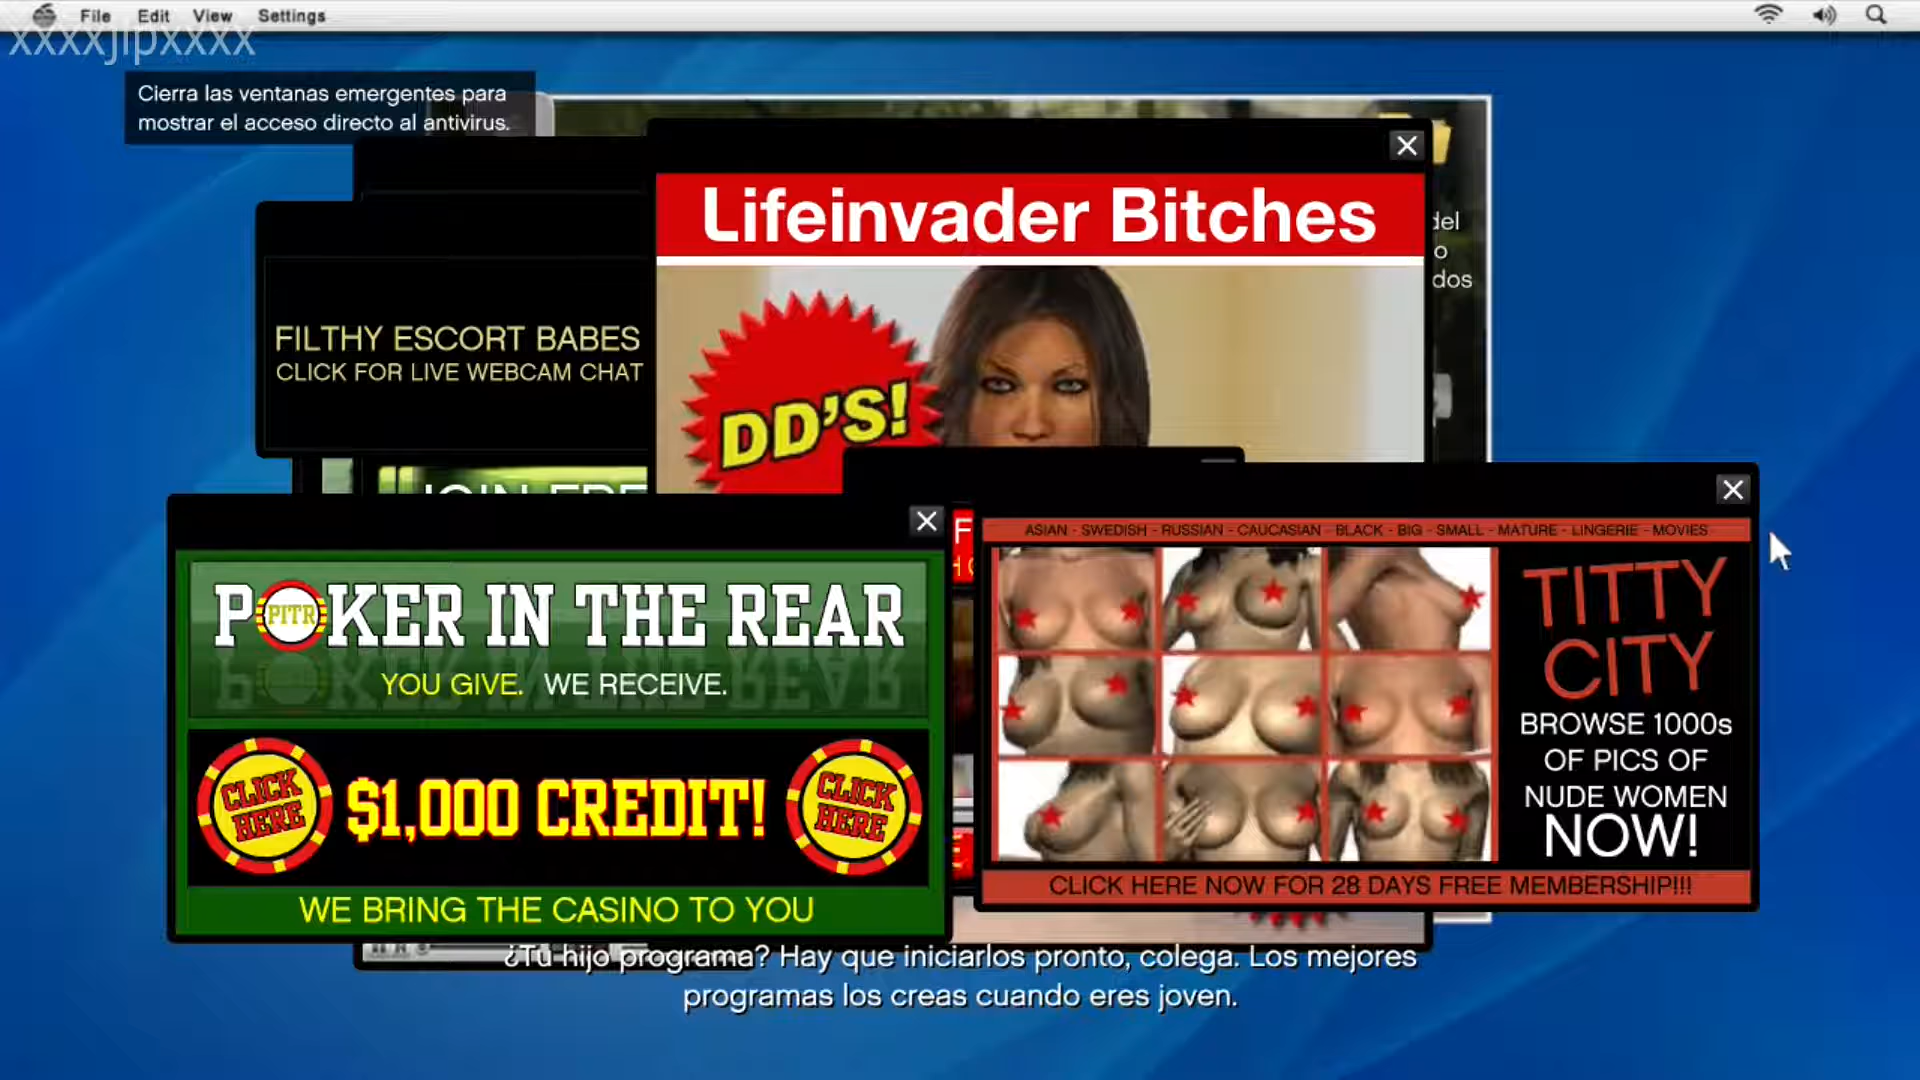 File Edit View Settings
xxxxjlpxxxx
Cierra las ventanas emergentes para
mostrar el acceso directo al antivirus.
Lifeinvader Bitches
del
o
dos
FILTHY ESCORT BABES
CLICK FOR LIVE WEBCAM CHAT
DD'S!
JOIN FRE
POKER IN THE REAR
PITR
YOU GIVE. WE RECEIVE.
CLICK
HERE
$1,000 CREDIT!
CLICK
HERE
WE BRING THE CASINO TO YOU
ASIAN - SWEDISH - RUSSIAN - CAUCASIAN - BLACK - BIG - SMALL - MATURE - LINGERIE - MOVIES
TITTY
CITY
BROWSE 1000s
OF PICS OF
NUDE WOMEN
NOW!
CLICK HERE NOW FOR 28 DAYS FREE MEMBERSHIP!!!
¿Tu hijo programa? Hay que iniciarlos pronto, colega. Los mejores
programas los creas cuando eres joven.